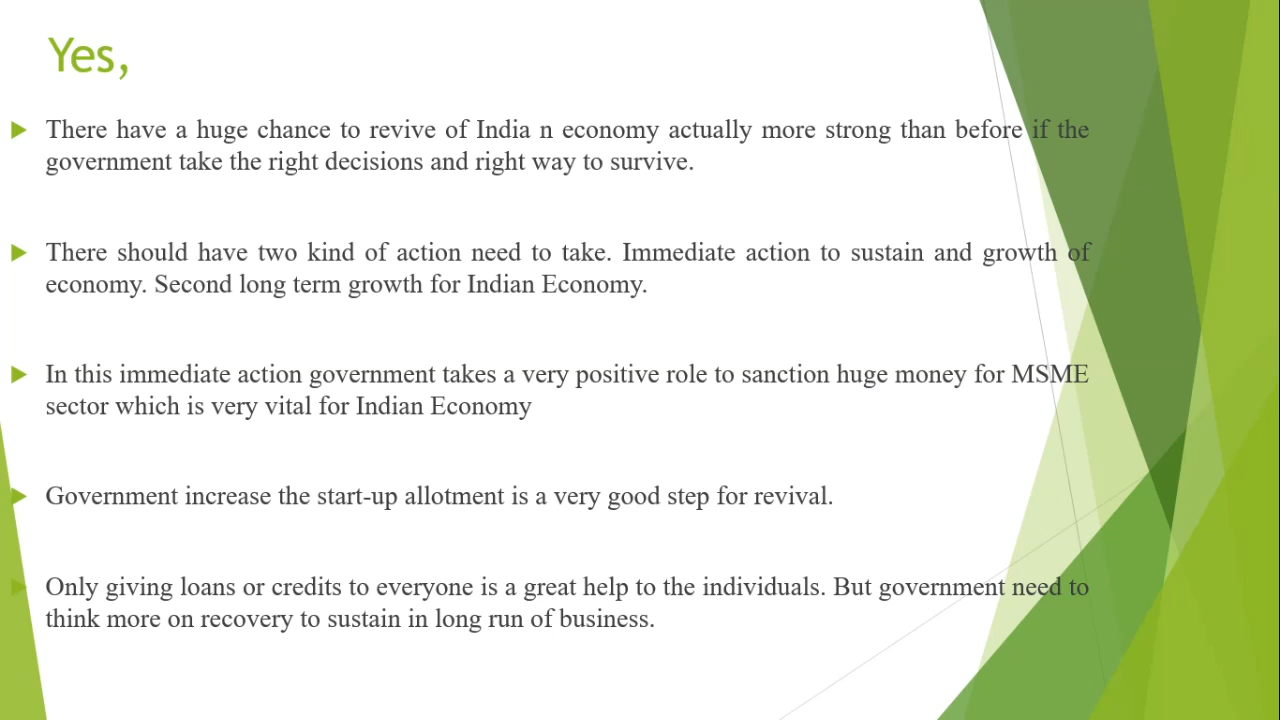 Yes,
There have a huge chance to revive of India n economy actually more strong than before if the
government take the right decisions and right way to survive.
There should have two kind of action need to take. Immediate action to sustain and growth of
economy. Second long term growth for Indian Economy.
In this immediate action government takes a very positive role to sanction huge money for MSME
sector which is very vital for Indian Economy
Government increase the start-up allotment is a very good step for revival.
Only giving loans or credits to everyone is a great help to the individuals. But government need to
think more on recovery to sustain in long run of business.